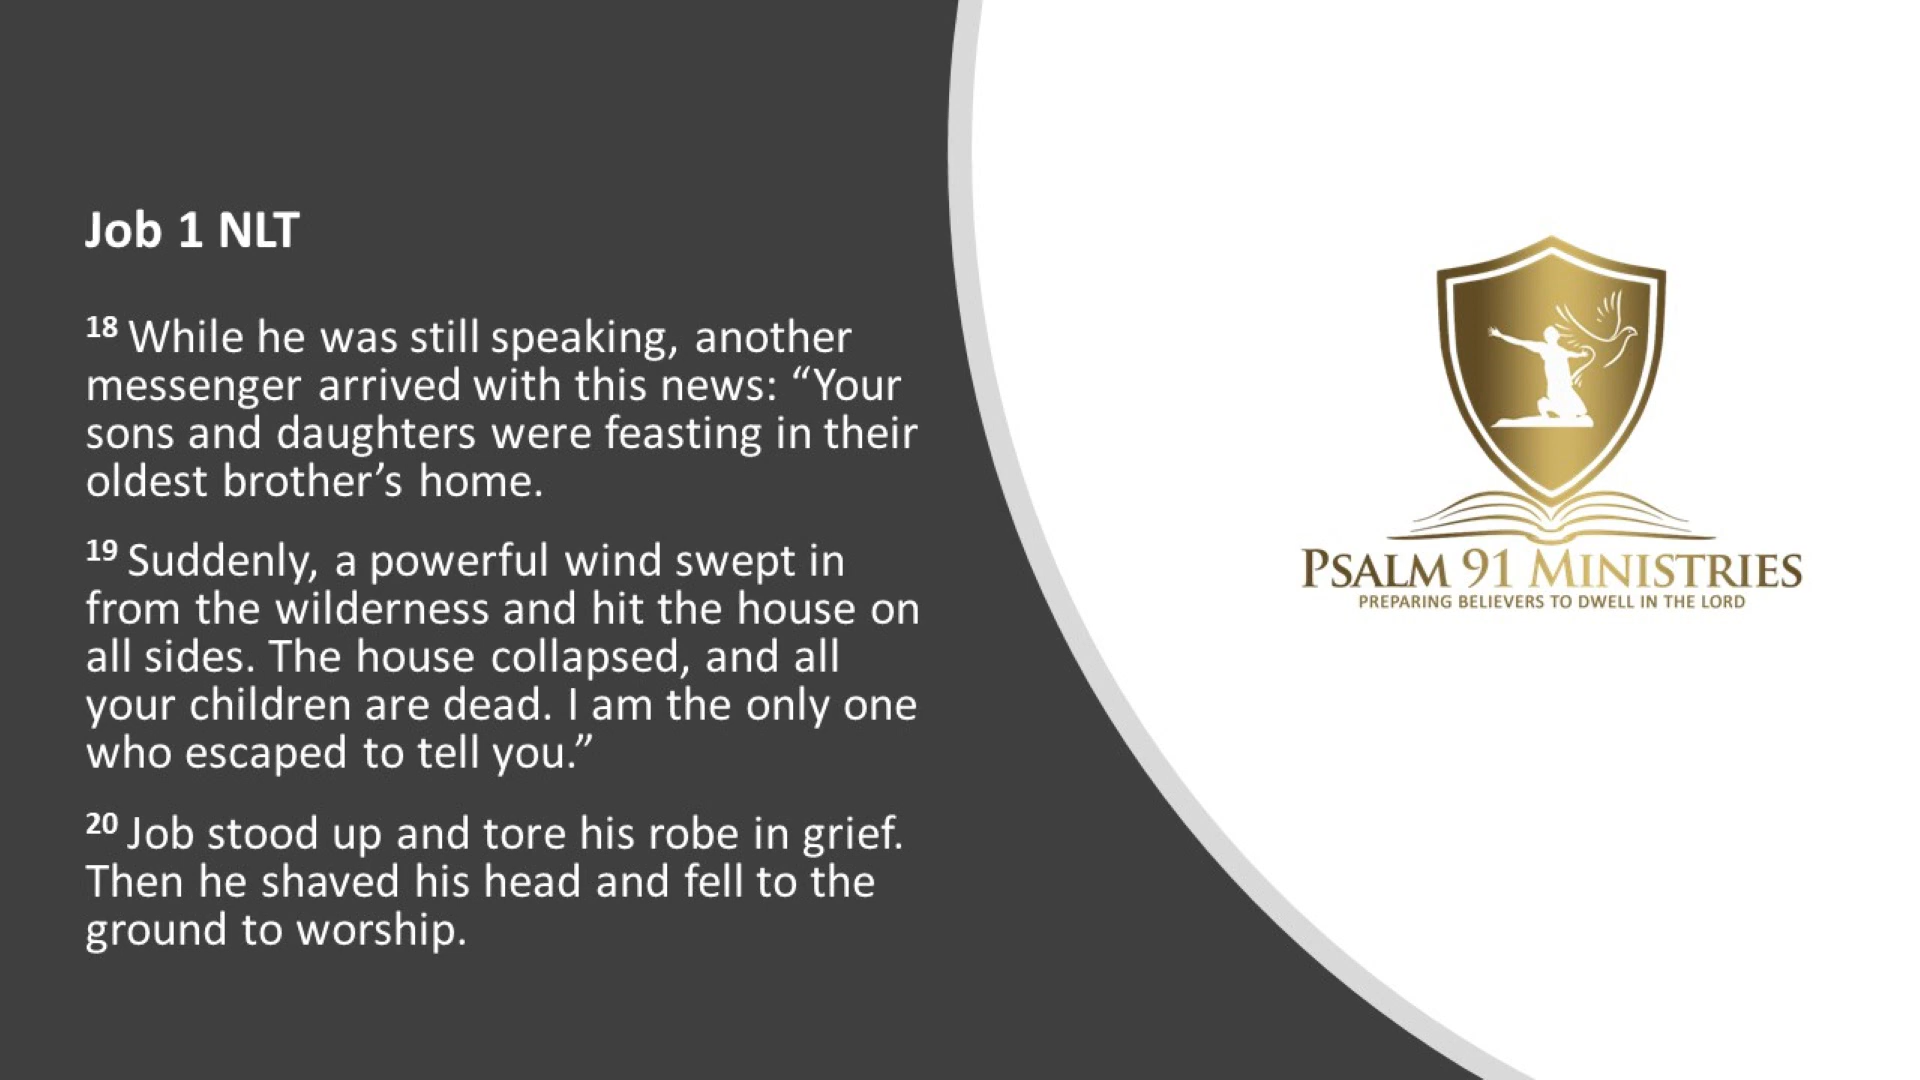 Job 1 NLT
18 While he was still speaking, another
messenger arrived with this news: “Your
sons and daughters were feasting in their
oldest brother’s home.
19 Suddenly, a powerful wind swept in
from the wilderness and hit the house on
all sides. The house collapsed, and all
your children are dead. I am the only one
who escaped to tell you.”
20 Job stood up and tore his robe in grief.
Then he shaved his head and fell to the
ground to worship.
PSALM 91 MINISTRIES
PREPARING BELIEVERS TO DWELL IN THE LORD